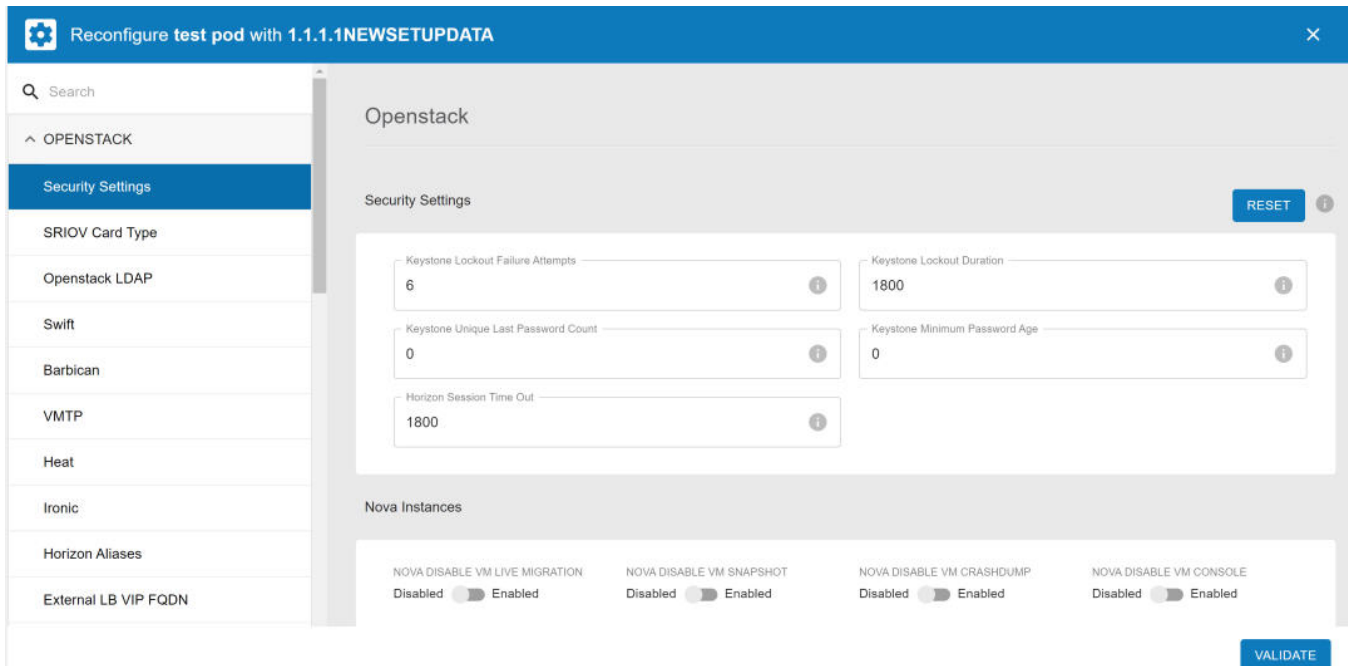 Reconfigure test pod with 1.1.1.1NEWSETUPDATA
Search
OPENSTACK
Security Settings
SRIOV Card Type
Openstack LDAP
Swift
Barbican
VMTP
Heat
Ironic
Horizon Aliases
External LB VIP FQDN
Openstack
Security Settings
RESET
Keystone Lockout Failure Attempts
6
Keystone Lockout Duration
1800
Keystone Unique Last Password Count
0
Keystone Minimum Password Age
0
Horizon Session Time Out
1800
Nova Instances
NOVA DISABLE VM LIVE MIGRATION
Disabled Enabled
NOVA DISABLE VM SNAPSHOT
Disabled Enabled
NOVA DISABLE VM CRASHDUMP
Disabled Enabled
NOVA DISABLE VM CONSOLE
Disabled Enabled
VALIDATE